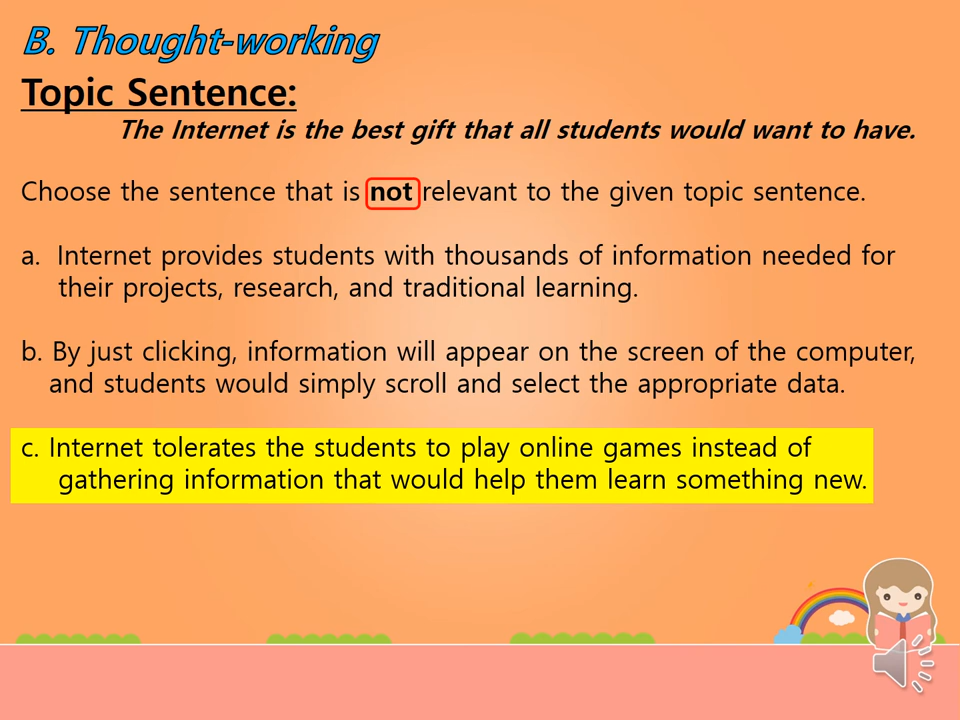 B. Thought-working
Topic Sentence:
The Internet is the best gift that all students would want to have.
Choose the sentence that is not relevant to the given topic sentence.
a. Internet provides students with thousands of information needed for
their projects, research, and traditional learning.
b. By just clicking, information will appear on the screen of the computer,
and students would simply scroll and select the appropriate data.
c. Internet tolerates the students to play online games instead of
gathering information that would help them learn something new.